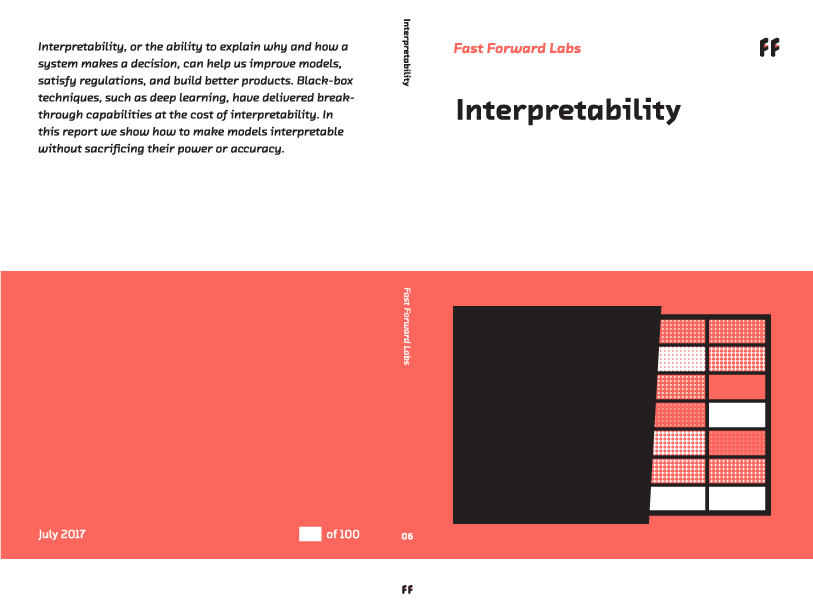 Interpretability, or the ability to explain why and how a
system makes a decision, can help us improve models,
satisfy regulations, and build better products. Black-box
techniques, such as deep learning, have delivered break-
through capabilities at the cost of interpretability. In
this report we show how to make models interpretable
without sacrificing their power or accuracy.
July 2017
of 100
Interpretability
Fast Forward Labs
06
FF
Fast Forward Labs
FF
Interpretability